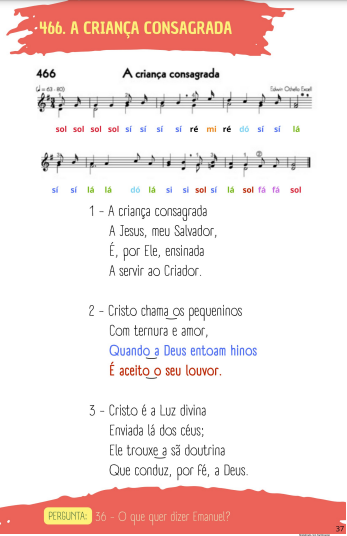 466. A CRIANÇA CONSAGRADA
466 A criança consagrada
Edwin Othello Excell
sol sol sol sol sí sí sí sí ré mi ré dó sí sí lá
sí sí lá lá dó lá si si sol sí lá sol fá fá sol
1 - A criança consagrada
A Jesus, meu Salvador,
É, por Ele, ensinada
A servir ao Criador.
2 - Cristo chama os pequeninos
Com ternura e amor,
Quando a Deus entoam hinos
É aceito o seu louvor.
3 - Cristo é a Luz divina
Enviada lá dos céus;
Ele trouxe a sã doutrina
Que conduz, por fé, a Deus.
PERGUNTA: 36 - O que quer dizer Emanuel?
37